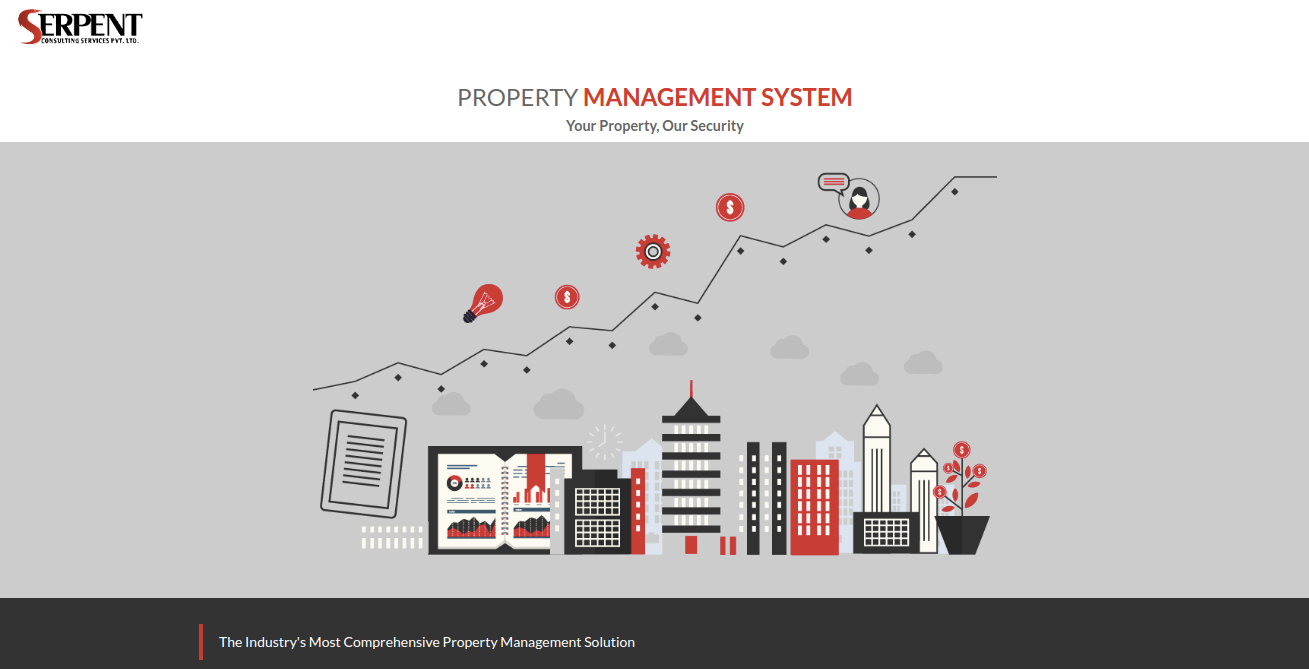 SERPENT
CONSULTING SERVICES PVT. LTD.
PROPERTY MANAGEMENT SYSTEM
Your Property, Our Security
$
$
$
$
$
$
The Industry's Most Comprehensive Property Management Solution